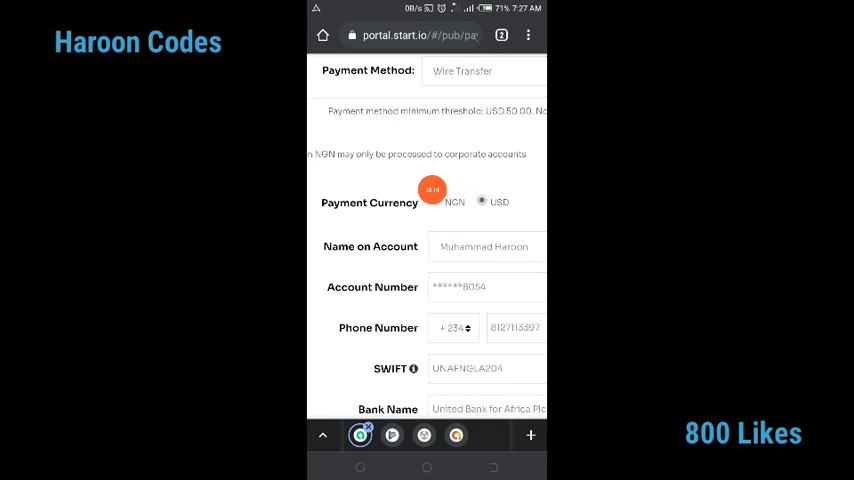 Haroon Codes
0B/s 71% 7:27 AM
portal.start.io/#/pub/pay
2
Payment Method: Wire Transfer
Payment method minimum threshold: USD 50.00. No
n NGN may only be processed to corporate accounts
03:14
Payment Currency NGN USD
Name on Account Muhammad Haroon
Account Number ******8054
Phone Number + 234 8127113397
SWIFT UNAFNGLA204
Bank Name United Bank for Africa Plc
800 Likes